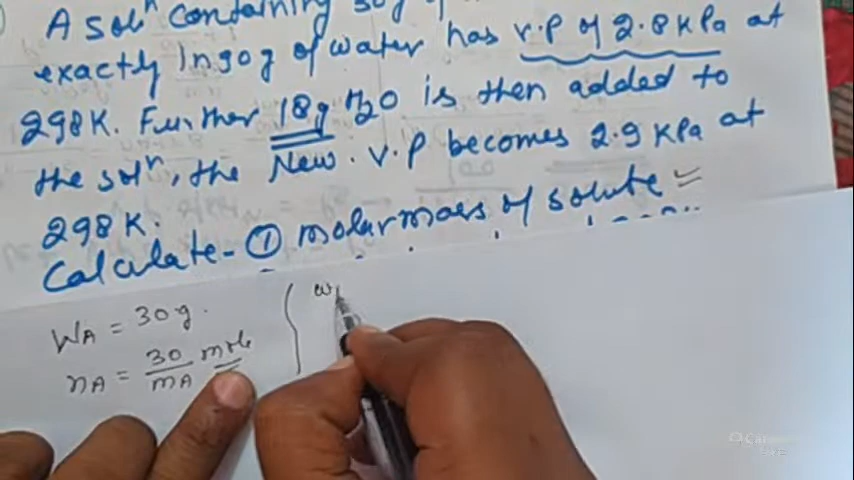 A solⁿ containing 30g
exactly in 90g of water has v.p of 2.8 kPa at
298K. Further 18g H2O is then added to
the solⁿ, the New. v.p becomes 2.9 kPa at
298K.
Calculate- ① molarmass of solute
WA = 30g.
nA = 30/mA mole
w